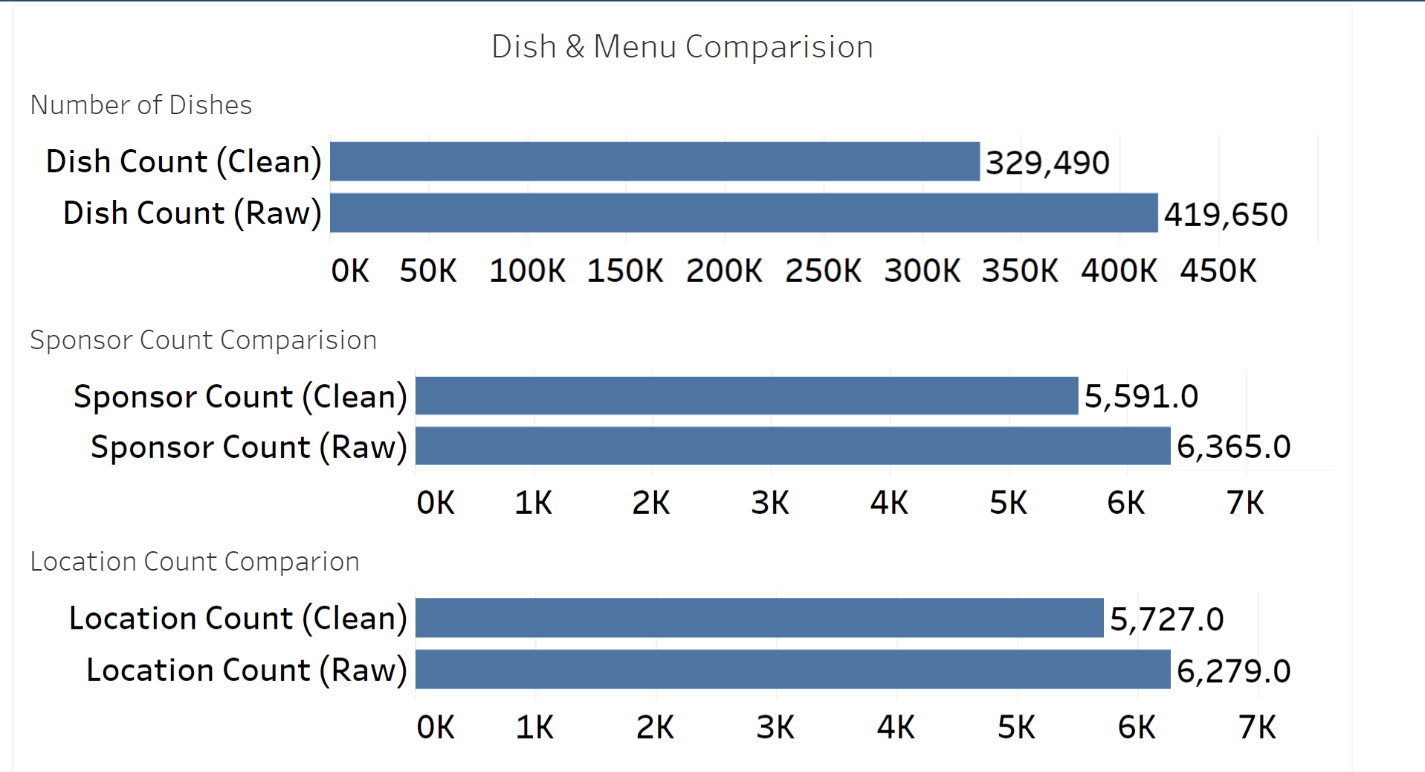 Dish & Menu Comparision
Number of Dishes
Dish Count (Clean) 329,490
Dish Count (Raw) 419,650
0K 50K 100K 150K 200K 250K 300K 350K 400K 450K
Sponsor Count Comparision
Sponsor Count (Clean) 5,591.0
Sponsor Count (Raw) 6,365.0
0K 1K 2K 3K 4K 5K 6K 7K
Location Count Comparion
Location Count (Clean) 5,727.0
Location Count (Raw) 6,279.0
0K 1K 2K 3K 4K 5K 6K 7K